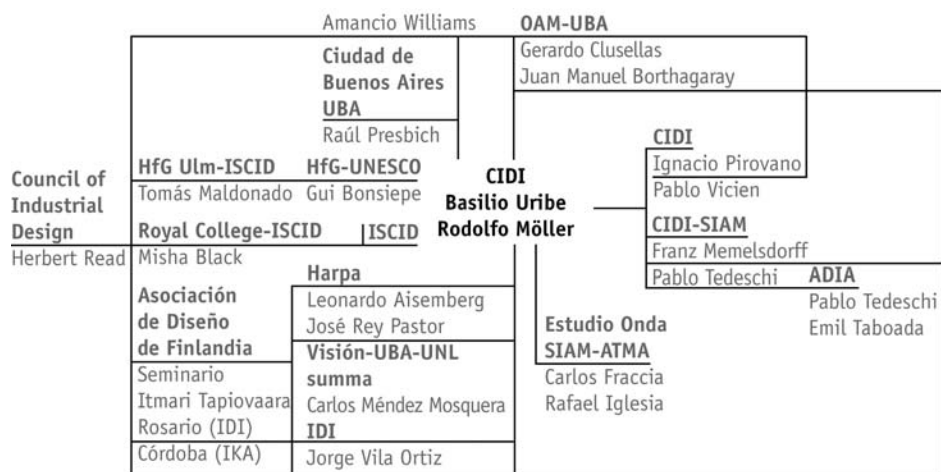 Amancio Williams
OAM-UBA
Gerardo Clusellas
Juan Manuel Borthagaray
Ciudad de
Buenos Aires
UBA
Raúl Presbich
Council of
Industrial
Design
Herbert Read
HfG Ulm-ISCID
Tomás Maldonado
HfG-UNESCO
Gui Bonsiepe
Royal College-ISCID
Misha Black
ISCID
CIDI
Basilio Uribe
Rodolfo Möller
CIDI
Ignacio Pirovano
Pablo Vicien
CIDI-SIAM
Franz Memelsdorff
Pablo Tedeschi
ADIA
Pablo Tedeschi
Emil Taboada
Asociación
de Diseño
de Finlandia
Seminario
Itmari Tapiovaara
Rosario (IDI)
Córdoba (IKA)
Harpa
Leonardo Aisemberg
José Rey Pastor
Visión-UBA-UNL
summa
Carlos Méndez Mosquera
IDI
Jorge Vila Ortiz
Estudio Onda
SIAM-ATMA
Carlos Fraccia
Rafael Iglesia